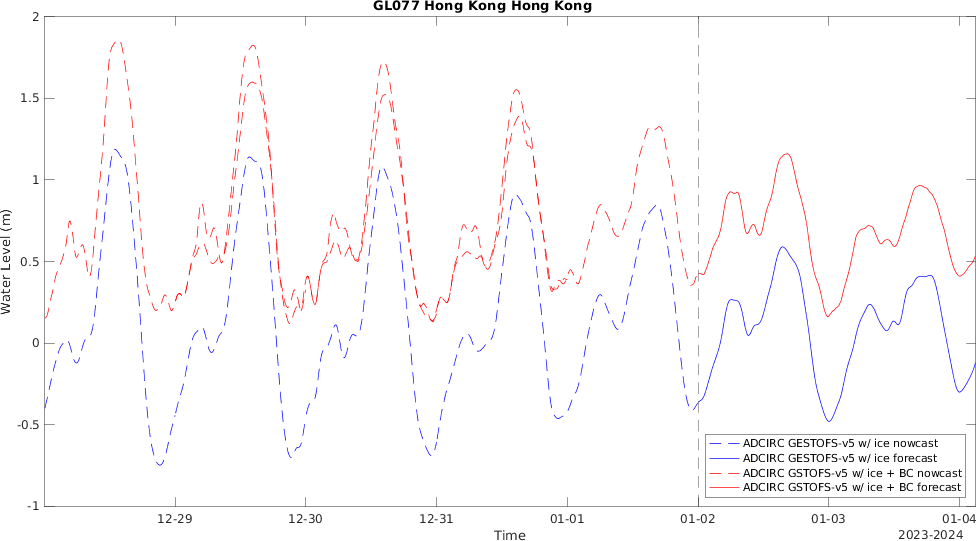 GL077 Hong Kong Hong Kong
2
1.5
1
0.5
0
-0.5
-1
Water Level (m)
12-29 12-30 12-31 01-01 01-02 01-03 01-04
Time
2023-2024
ADCIRC GESTOFS-v5 w/ ice nowcast
ADCIRC GESTOFS-v5 w/ ice forecast
ADCIRC GSTOFS-v5 w/ ice + BC nowcast
ADCIRC GSTOFS-v5 w/ ice + BC forecast